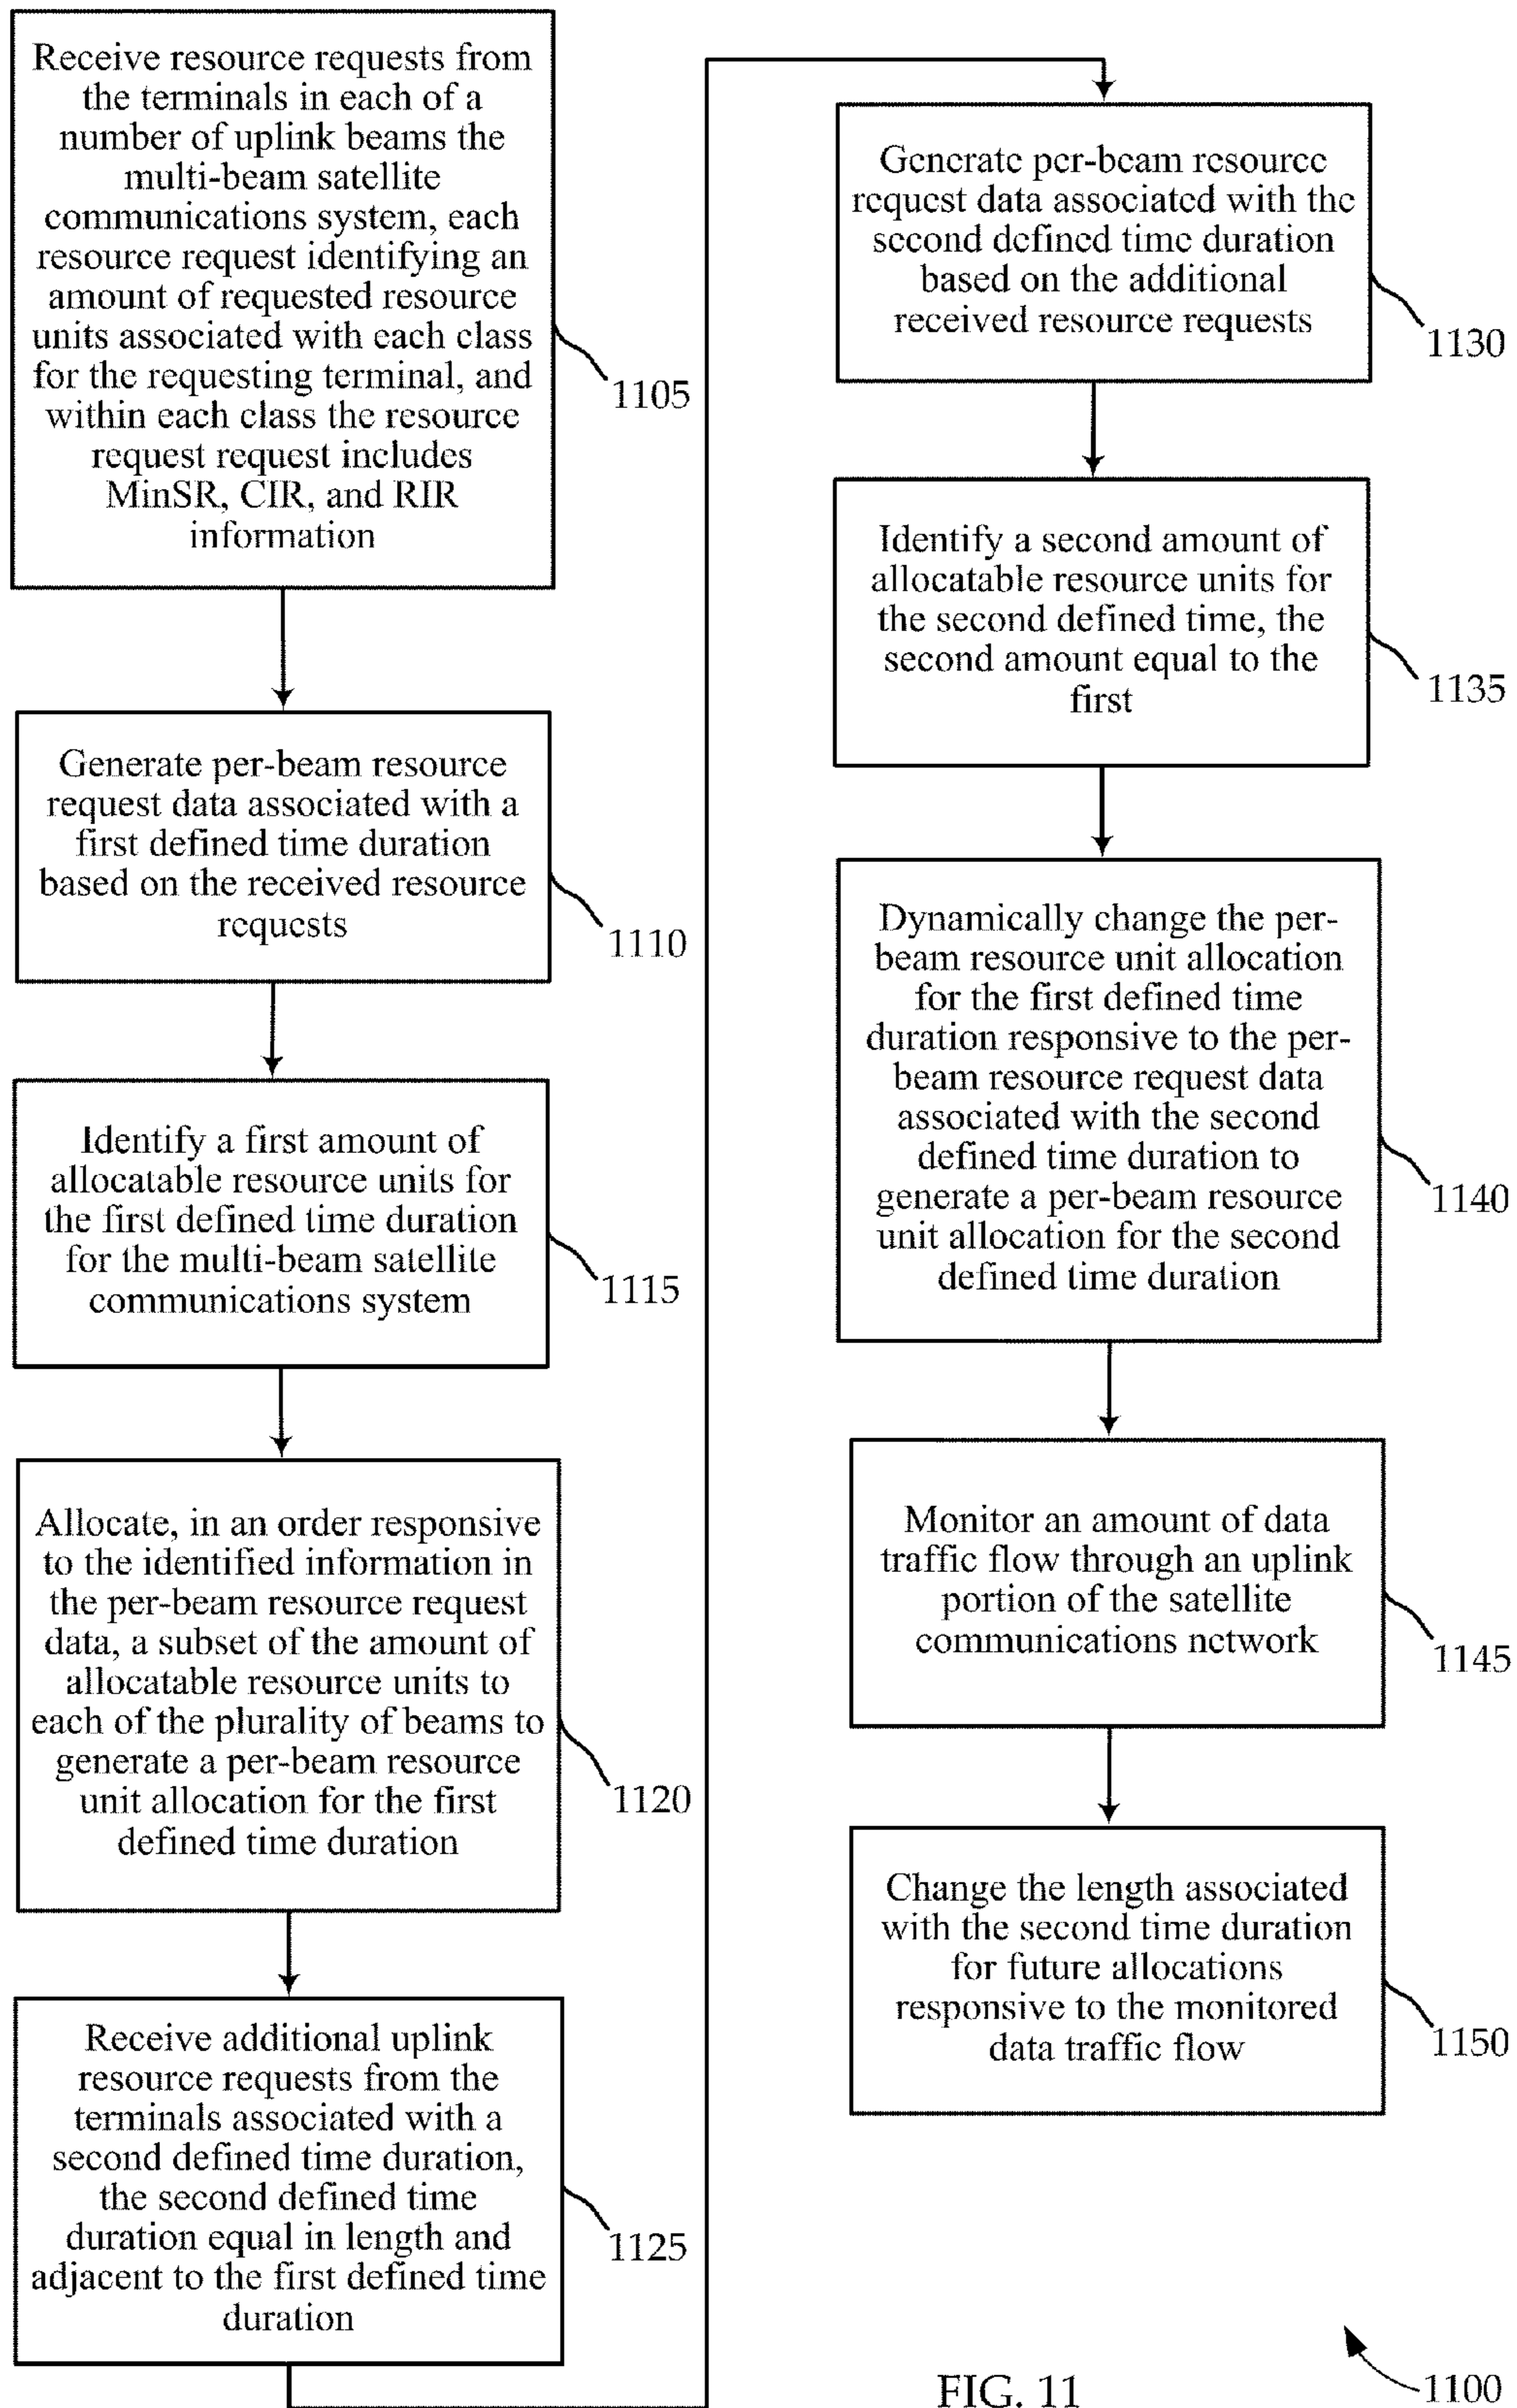 Receive resource requests from
the terminals in each of a
number of uplink beams the
multi-beam satellite
communications system, each
resource request identifying an
amount of requested resource
units associated with each class
for the requesting terminal, and
within each class the resource
request request includes
MinSR, CIR, and RIR
information
1105
Generate per-beam resource
request data associated with a
first defined time duration
based on the received resource
requests
1110
Identify a first amount of
allocatable resource units for
the first defined time duration
for the multi-beam satellite
communications system
1115
Allocate, in an order responsive
to the identified information in
the per-beam resource request
data, a subset of the amount of
allocatable resource units to
each of the plurality of beams to
generate a per-beam resource
unit allocation for the first
defined time duration
1120
Receive additional uplink
resource requests from the
terminals associated with a
second defined time duration,
the second defined time
duration equal in length and
adjacent to the first defined time
duration
1125
Generate per-beam resource
request data associated with the
second defined time duration
based on the additional
received resource requests
1130
Identify a second amount of
allocatable resource units for
the second defined time, the
second amount equal to the
first
1135
Dynamically change the per-
beam resource unit allocation
for the first defined time
duration responsive to the per-
beam resource request data
associated with the second
defined time duration to
generate a per-beam resource
unit allocation for the second
defined time duration
1140
Monitor an amount of data
traffic flow through an uplink
portion of the satellite
communications network
1145
Change the length associated
with the second time duration
for future allocations
responsive to the monitored
data traffic flow
1150
FIG. 11
1100